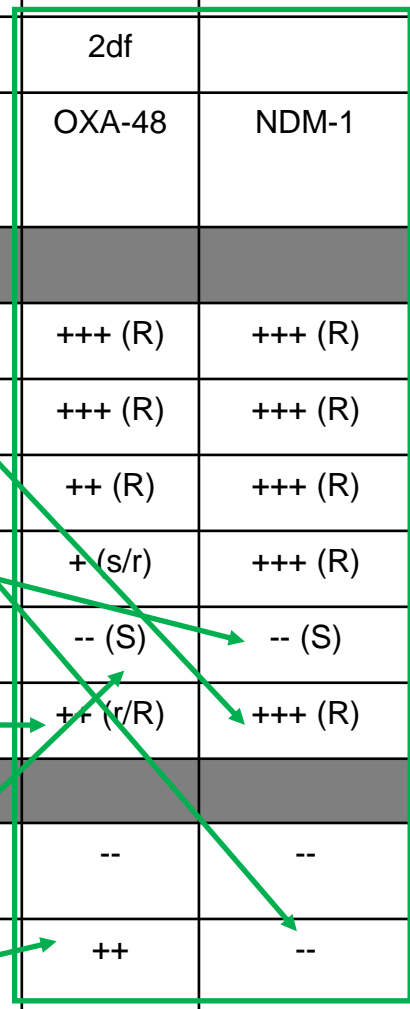 2df
OXA-48 NDM-1
+++ (R) +++ (R)
+++ (R) +++ (R)
++ (R) +++ (R)
+ (s/r) +++ (R)
-- (S) -- (S)
++ (r/R) +++ (R)
-- --
++ --